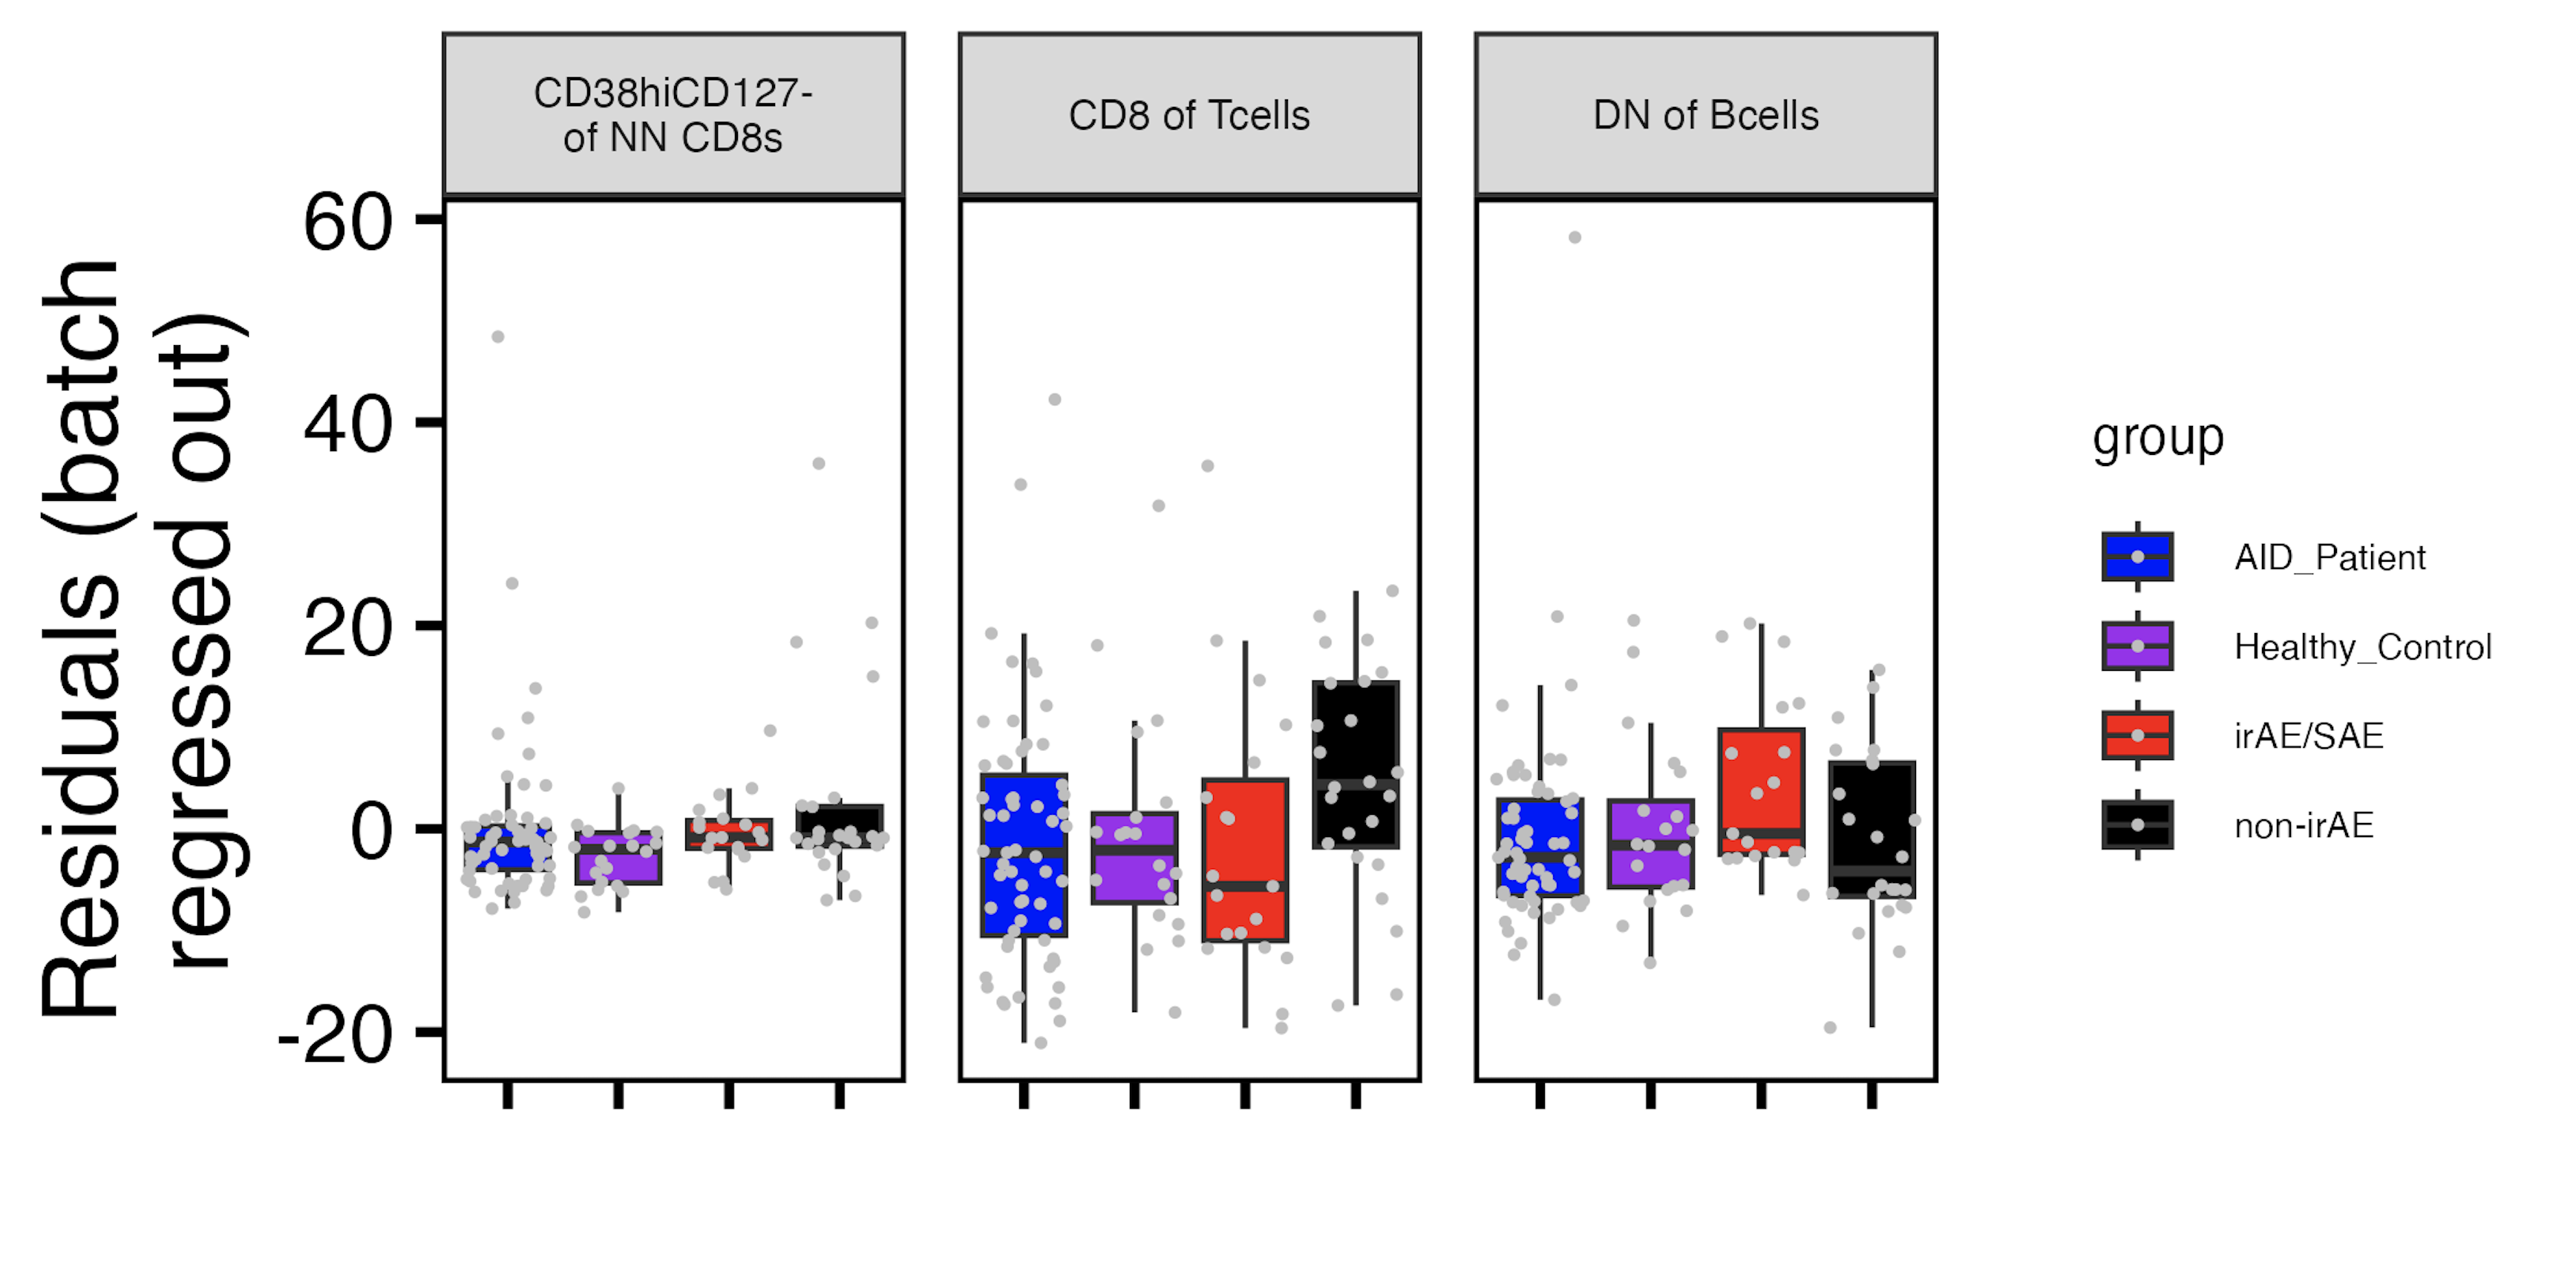 CD38hiCD127-
of NN CD8s
CD8 of Tcells
DN of Bcells
Residuals (batch
regressed out)
60
40
20
0
-20
group
AID_Patient
Healthy_Control
irAE/SAE
non-irAE